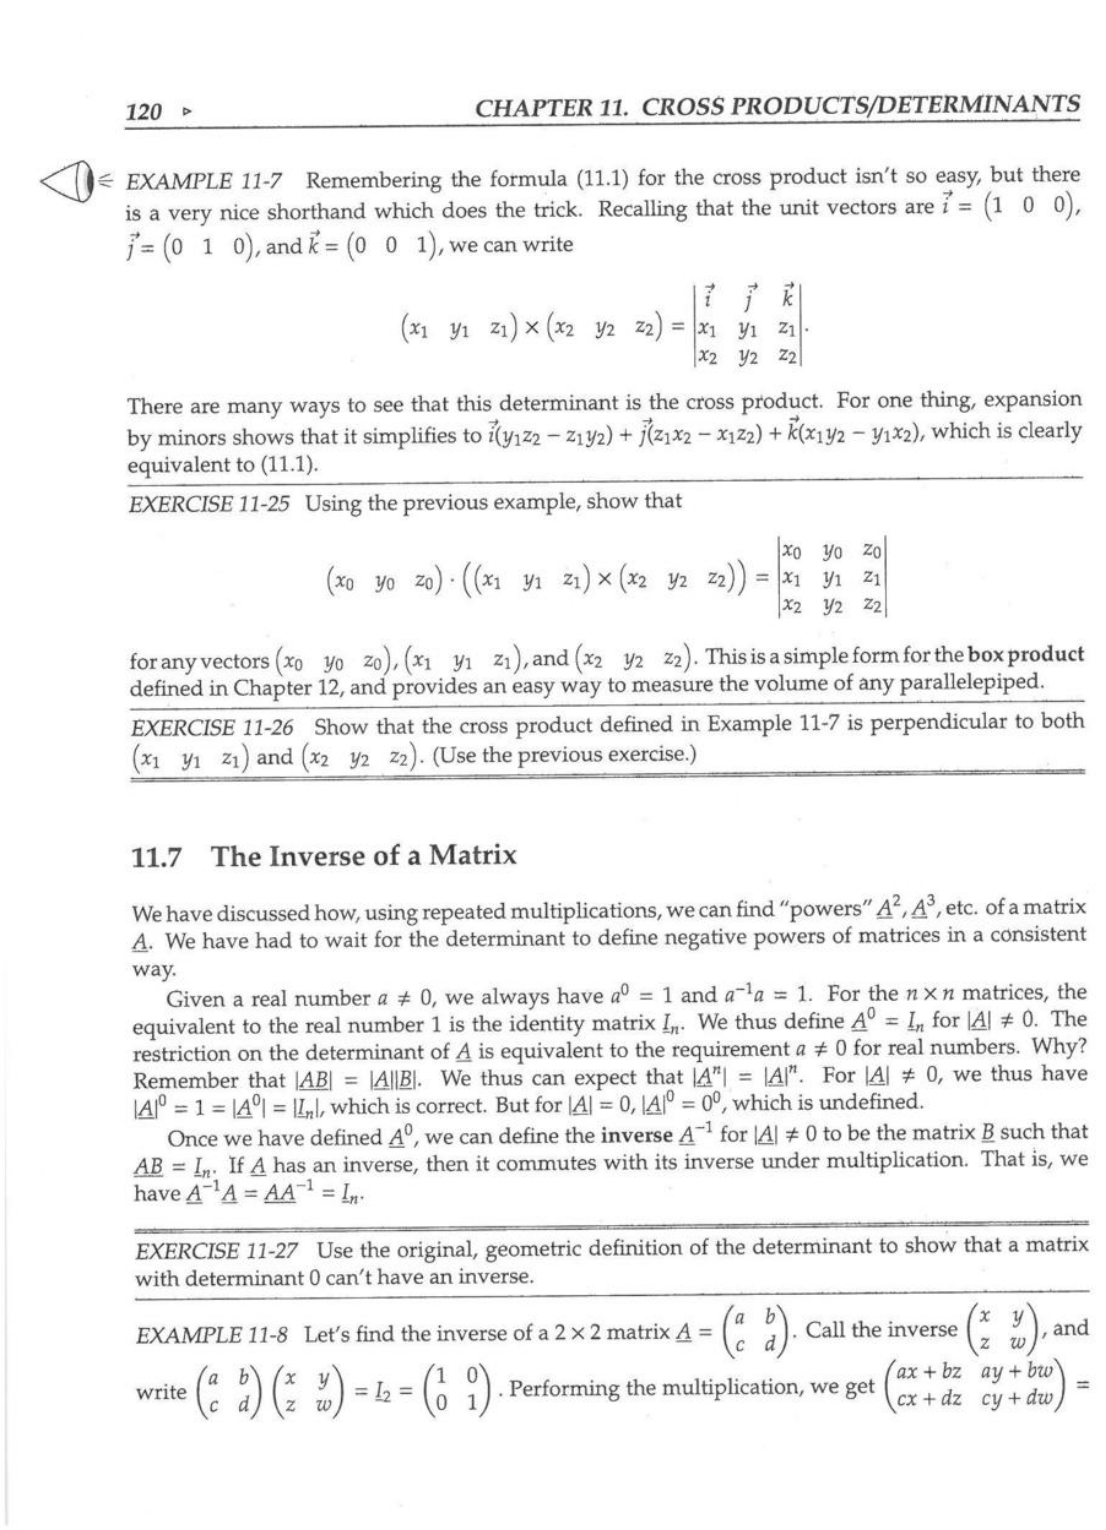 120 ▹ CHAPTER 11. CROSS PRODUCTS/DETERMINANTS
EXAMPLE 11-7 Remembering the formula (11.1) for the cross product isn't so easy, but there
is a very nice shorthand which does the trick. Recalling that the unit vectors are i⃗ = (1 0 0),
j⃗ = (0 1 0), and k⃗ = (0 0 1), we can write
(x₁ y₁ z₁) × (x₂ y₂ z₂) = |i⃗ j⃗ k⃗; x₁ y₁ z₁; x₂ y₂ z₂|.
There are many ways to see that this determinant is the cross product. For one thing, expansion
by minors shows that it simplifies to i⃗(y₁z₂ − z₁y₂) + j⃗(z₁x₂ − x₁z₂) + k⃗(x₁y₂ − y₁x₂), which is clearly
equivalent to (11.1).
EXERCISE 11-25 Using the previous example, show that
(x₀ y₀ z₀) · ((x₁ y₁ z₁) × (x₂ y₂ z₂)) = |x₀ y₀ z₀; x₁ y₁ z₁; x₂ y₂ z₂|
for any vectors (x₀ y₀ z₀), (x₁ y₁ z₁), and (x₂ y₂ z₂). This is a simple form for the box product
defined in Chapter 12, and provides an easy way to measure the volume of any parallelepiped.
EXERCISE 11-26 Show that the cross product defined in Example 11-7 is perpendicular to both
(x₁ y₁ z₁) and (x₂ y₂ z₂). (Use the previous exercise.)
11.7 The Inverse of a Matrix
We have discussed how, using repeated multiplications, we can find "powers" A², A³, etc. of a matrix
A. We have had to wait for the determinant to define negative powers of matrices in a consistent
way.
Given a real number a ≠ 0, we always have a⁰ = 1 and a⁻¹a = 1. For the n × n matrices, the
equivalent to the real number 1 is the identity matrix Iₙ. We thus define A⁰ = Iₙ for |A| ≠ 0. The
restriction on the determinant of A is equivalent to the requirement a ≠ 0 for real numbers. Why?
Remember that |AB| = |A||B|. We thus can expect that |Aⁿ| = |A|ⁿ. For |A| ≠ 0, we thus have
|A|⁰ = 1 = |A⁰| = |Iₙ|, which is correct. But for |A| = 0, |A|⁰ = 0⁰, which is undefined.
Once we have defined A⁰, we can define the inverse A⁻¹ for |A| ≠ 0 to be the matrix B such that
AB = Iₙ. If A has an inverse, then it commutes with its inverse under multiplication. That is, we
have A⁻¹A = AA⁻¹ = Iₙ.
EXERCISE 11-27 Use the original, geometric definition of the determinant to show that a matrix
with determinant 0 can't have an inverse.
EXAMPLE 11-8 Let's find the inverse of a 2 × 2 matrix A = (a b; c d). Call the inverse (x y; z w), and
write (a b; c d)(x y; z w) = I₂ = (1 0; 0 1). Performing the multiplication, we get (ax + bz ay + bw; cx + dz cy + dw) =